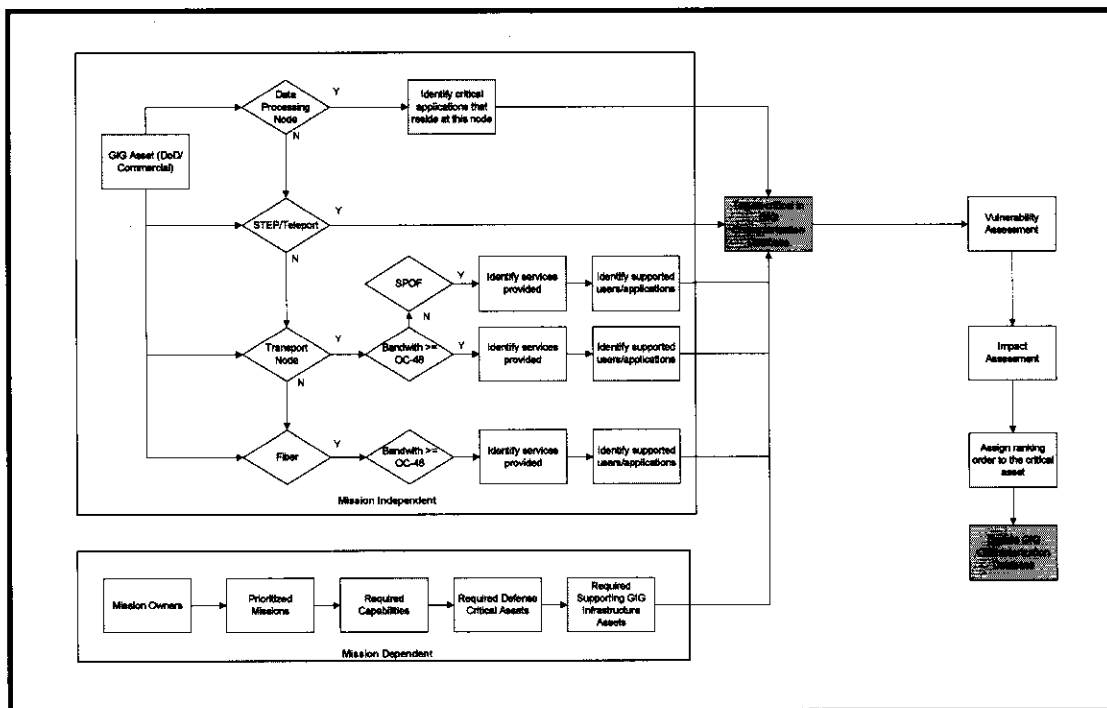 Data
Processing
Node
Y
N
Identify critical
applications that
reside at this node
GIG Asset (DoD/
Commercial)
STEP/Teleport
Y
N
Database
Vulnerability
Assessment
SPOF
Y
N
Identify services
provided
Identify supported
users/applications
Transport
Node
Y
N
Bandwith >=
OC-48
Y
Identify services
provided
Identify supported
users/applications
Impact
Assessment
Fiber
Y
Bandwith >=
OC-48
Y
Identify services
provided
Identify supported
users/applications
Assign ranking
order to the critical
asset
Mission Independent
GIG
Database
Mission Owners
Prioritized
Missions
Required
Capabilities
Required Defense
Critical Assets
Required
Supporting GIG
Infrastructure
Assets
Mission Dependent